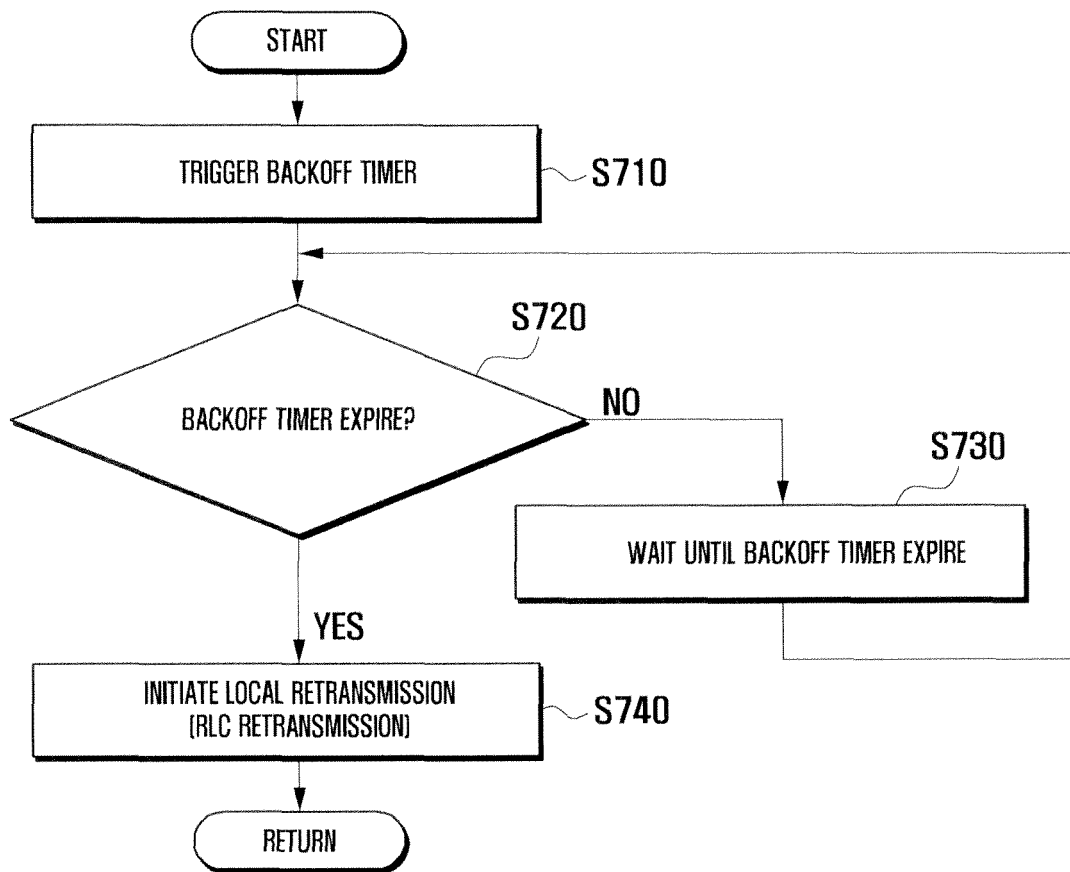 START
TRIGGER BACKOFF TIMER
S710
S720
BACKOFF TIMER EXPIRE?
NO
S730
WAIT UNTIL BACKOFF TIMER EXPIRE
YES
INITIATE LOCAL RETRANSMISSION
(RLC RETRANSMISSION)
S740
RETURN